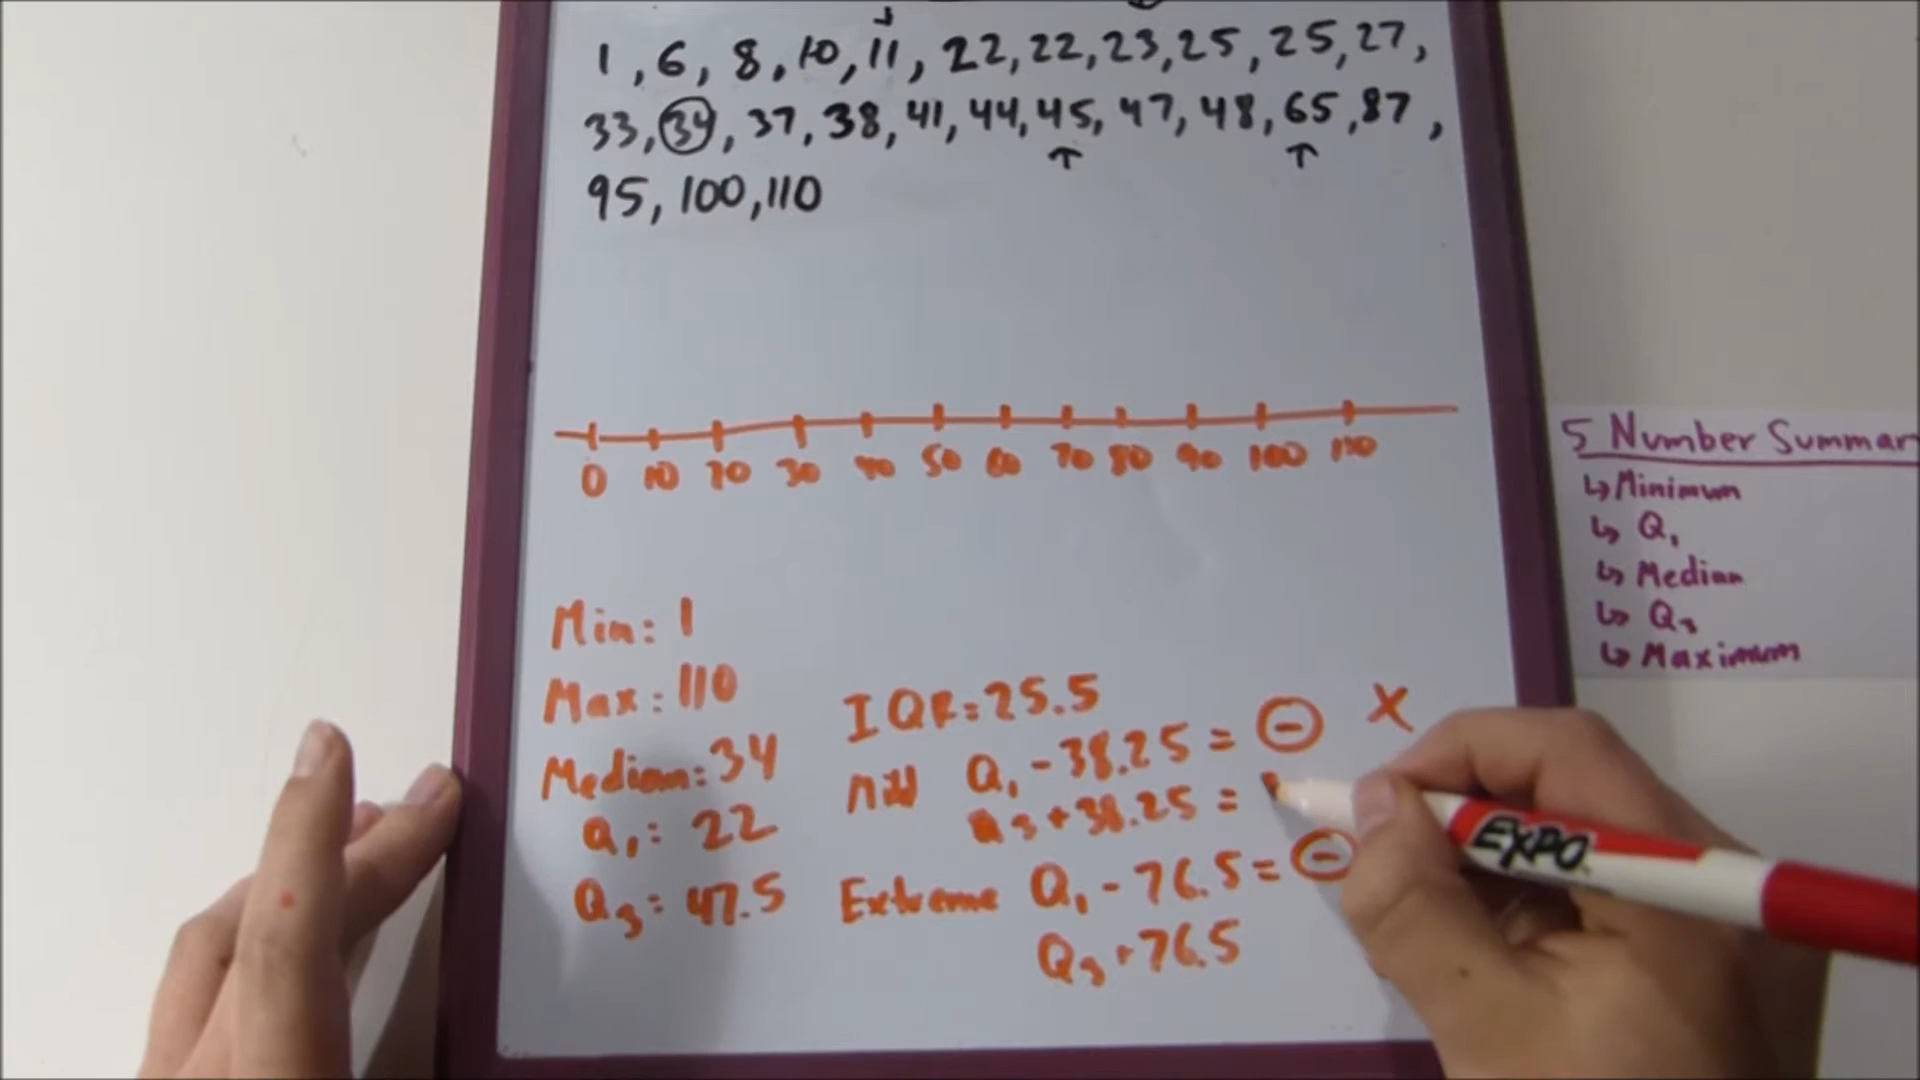 1, 6, 8, 10, 11, 22, 22, 23, 25, 25, 27,
33, 34, 37, 38, 41, 44, 45, 47, 48, 65, 87,
95, 100, 110
0 10 20 30 40 50 60 70 80 90 100 110
Min: 1
Max: 110
Median: 34
Q1: 22
Q3: 47.5
IQR=25.5
Mild Q1 - 38.25 = - X
Q3 + 38.25 =
Extreme Q1 - 76.5 = -
Q3 + 76.5
EXPO
5 Number Summar
↳ Minimum
↳ Q1
↳ Median
↳ Q3
↳ Maximum